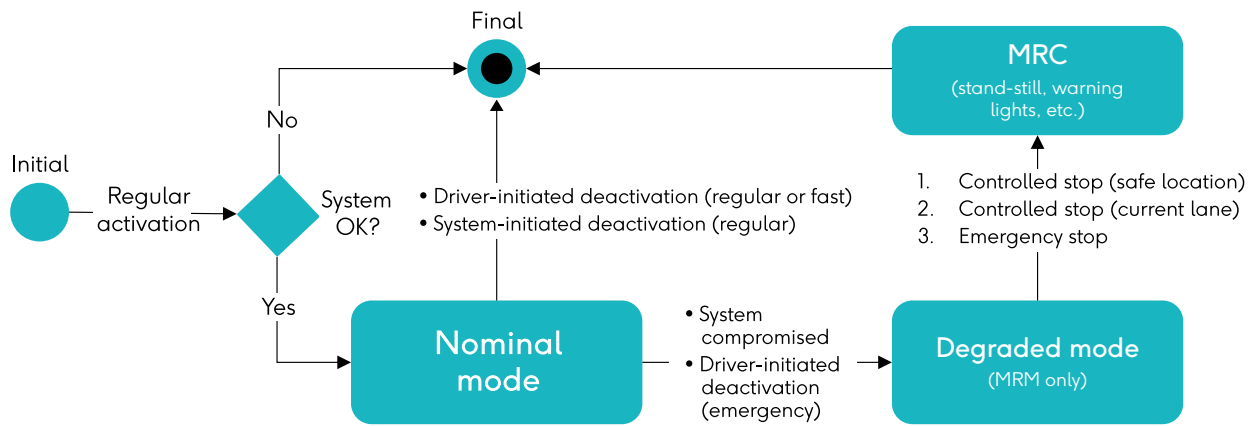 Final
MRC
(stand-still, warning
lights, etc.)
No
Initial
Regular
activation
System
OK?
• Driver-initiated deactivation (regular or fast)
• System-initiated deactivation (regular)
1. Controlled stop (safe location)
2. Controlled stop (current lane)
3. Emergency stop
Yes
Nominal
mode
• System
compromised
• Driver-initiated
deactivation
(emergency)
Degraded mode
(MRM only)